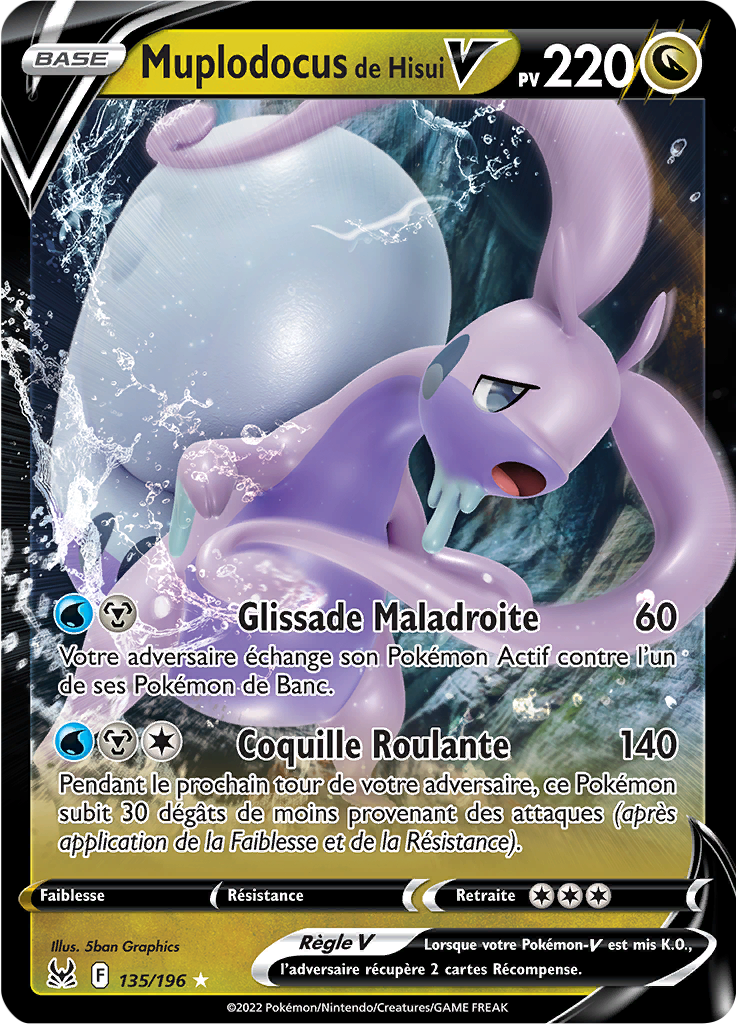 BASE Muplodocus de Hisui V PV 220
Glissade Maladroite 60
Votre adversaire échange son Pokémon Actif contre l'un
de ses Pokémon de Banc.
Coquille Roulante 140
Pendant le prochain tour de votre adversaire, ce Pokémon
subit 30 dégâts de moins provenant des attaques (après
application de la Faiblesse et de la Résistance).
Faiblesse Résistance Retraite
Illus. 5ban Graphics
Règle V Lorsque votre Pokémon-V est mis K.O.,
l'adversaire récupère 2 cartes Récompense.
F 135/196
©2022 Pokémon/Nintendo/Creatures/GAME FREAK